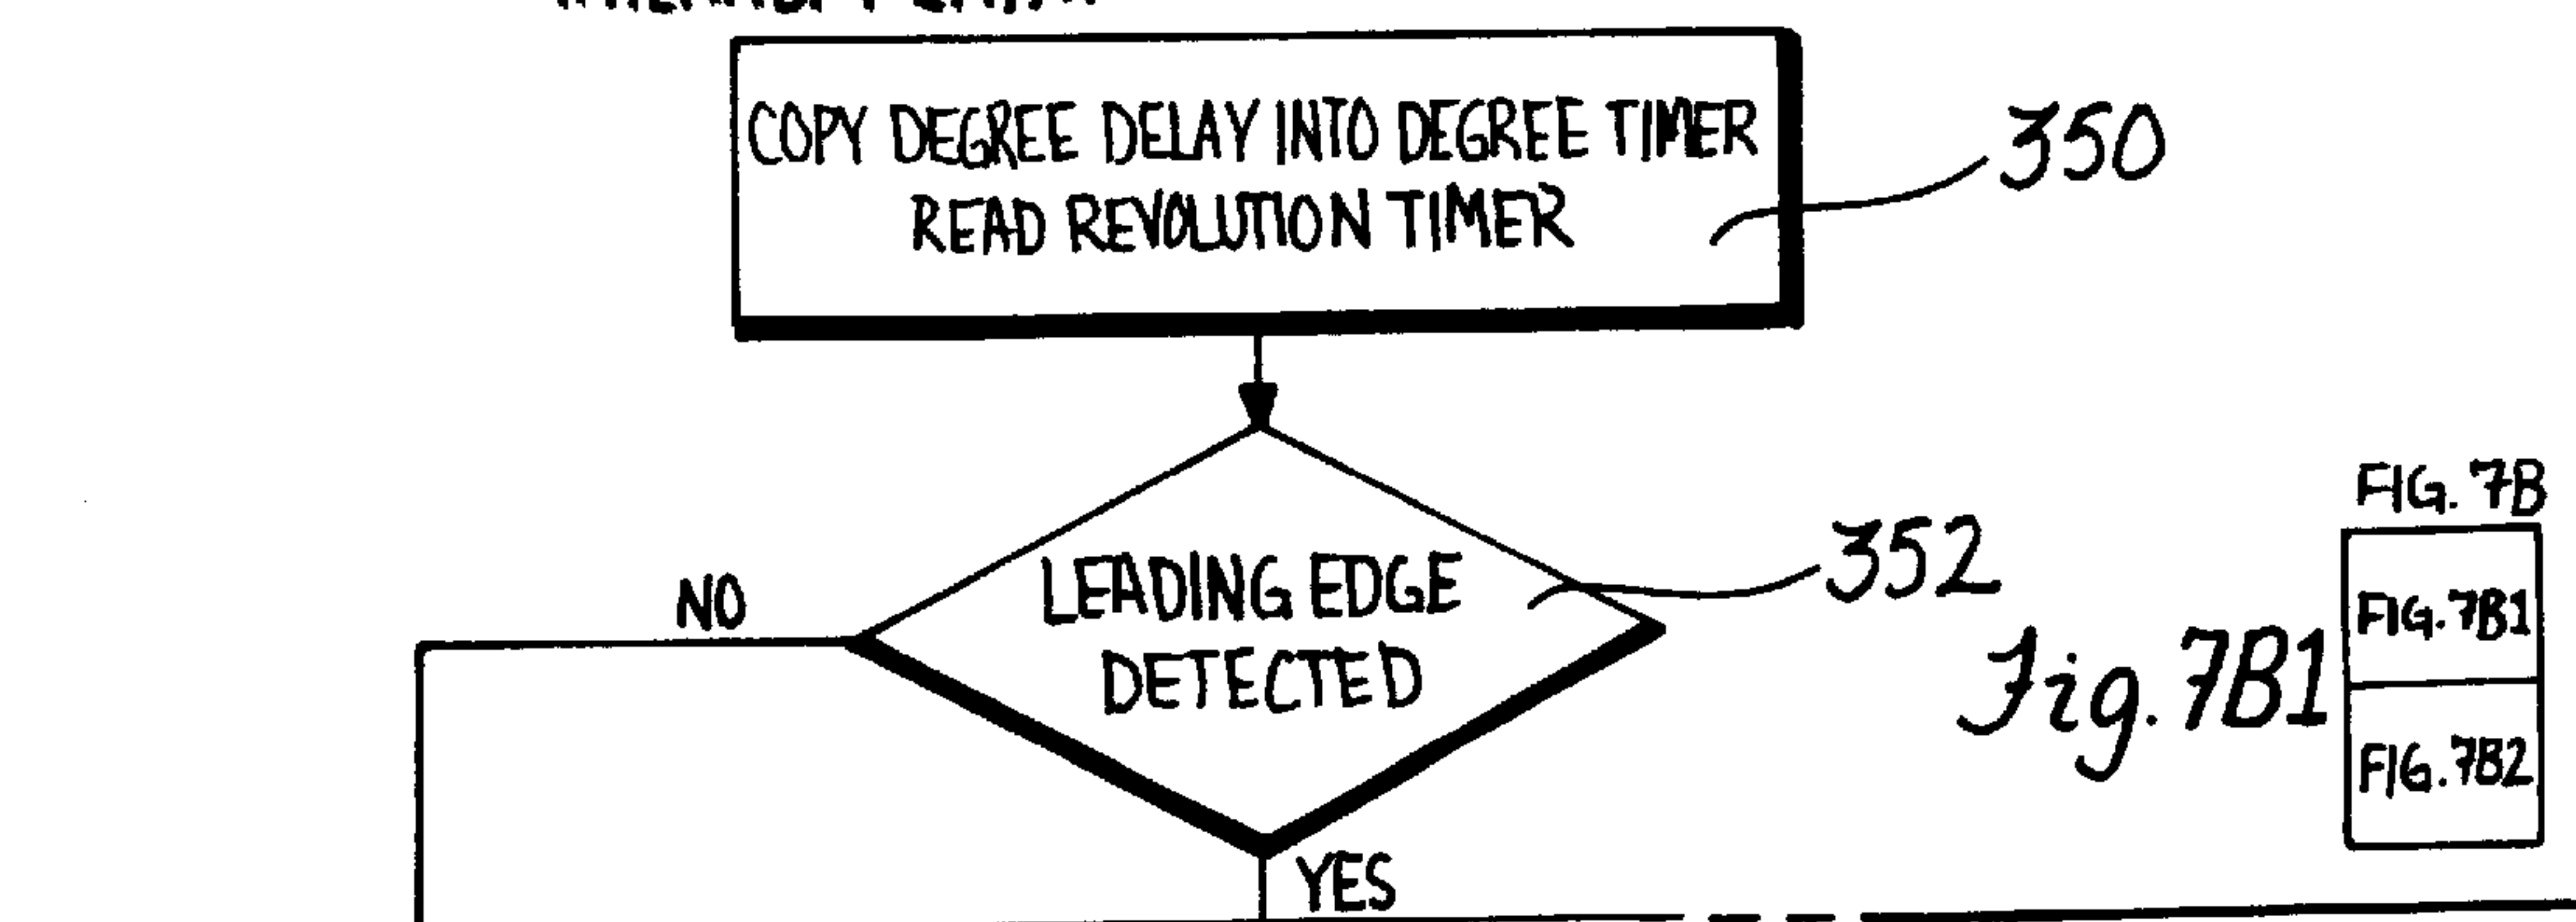 COPY DEGREE DELAY INTO DEGREE TIMER
READ REVOLUTION TIMER
350
LEADING EDGE
DETECTED
352
NO
YES
Fig. 7B1
FIG. 7B
FIG. 7B1
FIG. 7B2